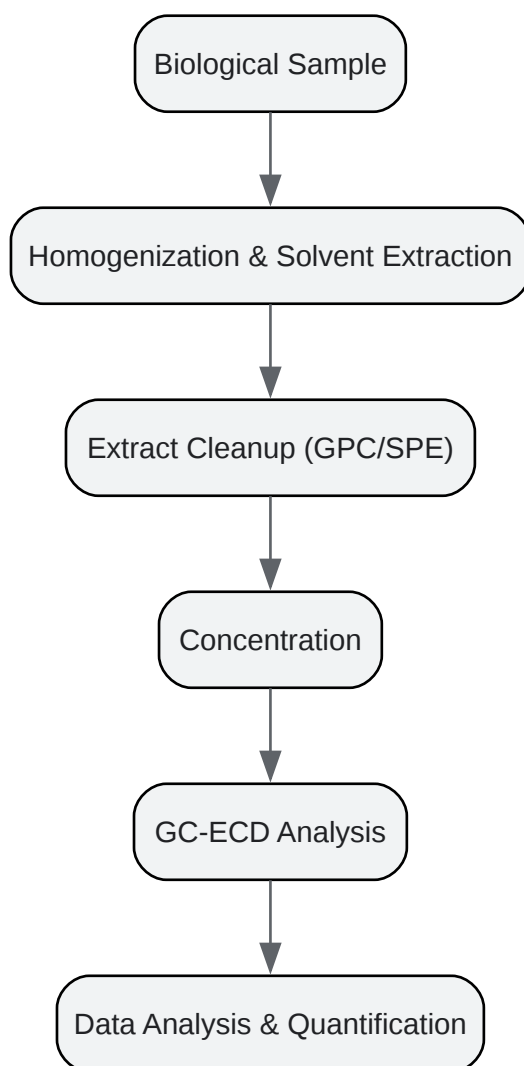 Biological Sample
Homogenization & Solvent Extraction
Extract Cleanup (GPC/SPE)
Concentration
GC-ECD Analysis
Data Analysis & Quantification